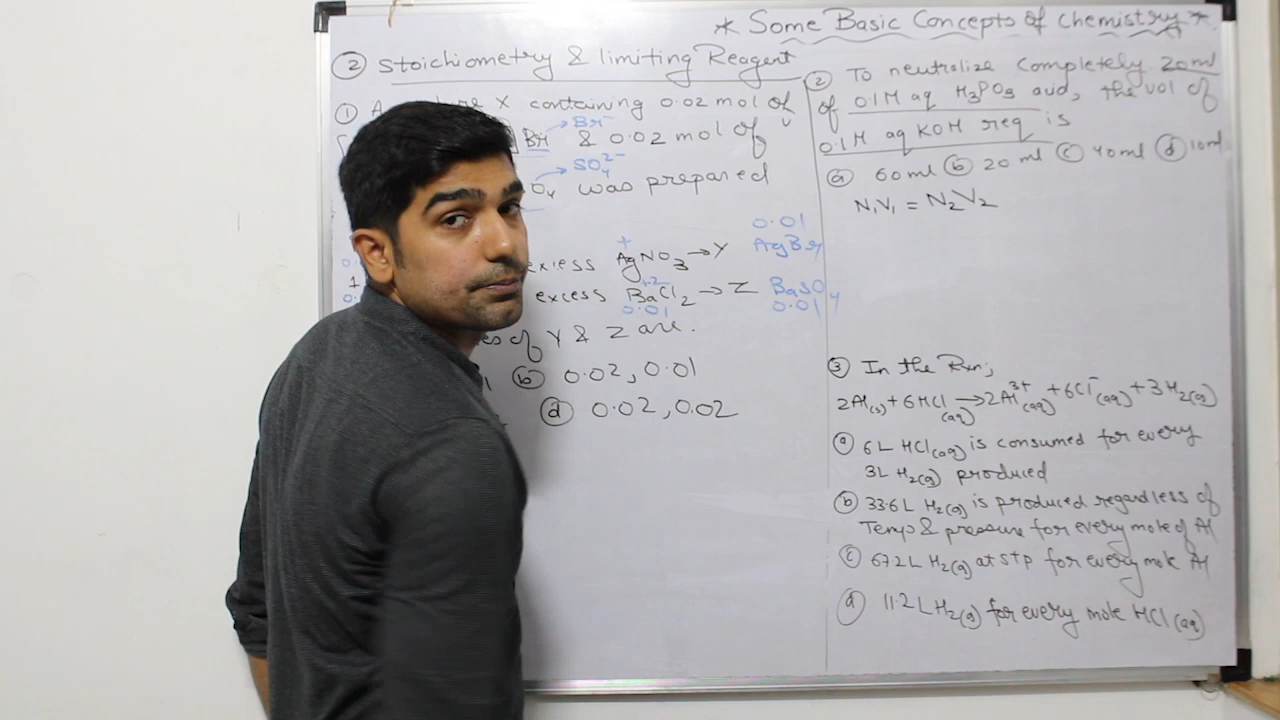 * Some Basic Concepts of Chemistry *
② Stoichiometry & limiting Reagent
① X containing 0.02 mol of
Br → Br⁻ & 0.02 mol of
O₄ → SO₄²⁻ was prepared
excess AgNO₃ → Y AgBr 0.01
+
excess BaCl₂ → Z BaSO₄
+2
0.01 0.01
of Y & Z are.
ⓑ 0.02, 0.01
ⓓ 0.02, 0.02
② To neutralize completely 20ml
of 0.1M aq H₃PO₃ acid, the vol of
0.1M aq KOH req is
ⓐ 60ml ⓑ 20 ml ⓒ 40ml ⓓ 10ml
N₁V₁ = N₂V₂
③ In the Rxn;
2Al(s) + 6HCl(aq) → 2Al³⁺(aq) + 6Cl⁻(aq) + 3H₂(g)
ⓐ 6L HCl(aq) is consumed for every
3L H₂(g) produced
ⓑ 33.6L H₂(g) is produced regardless of
Temp & pressure for every mole of Al
ⓒ 67.2L H₂(g) at STP for every mole Al
ⓓ 11.2L H₂(g) for every mole HCl(aq)